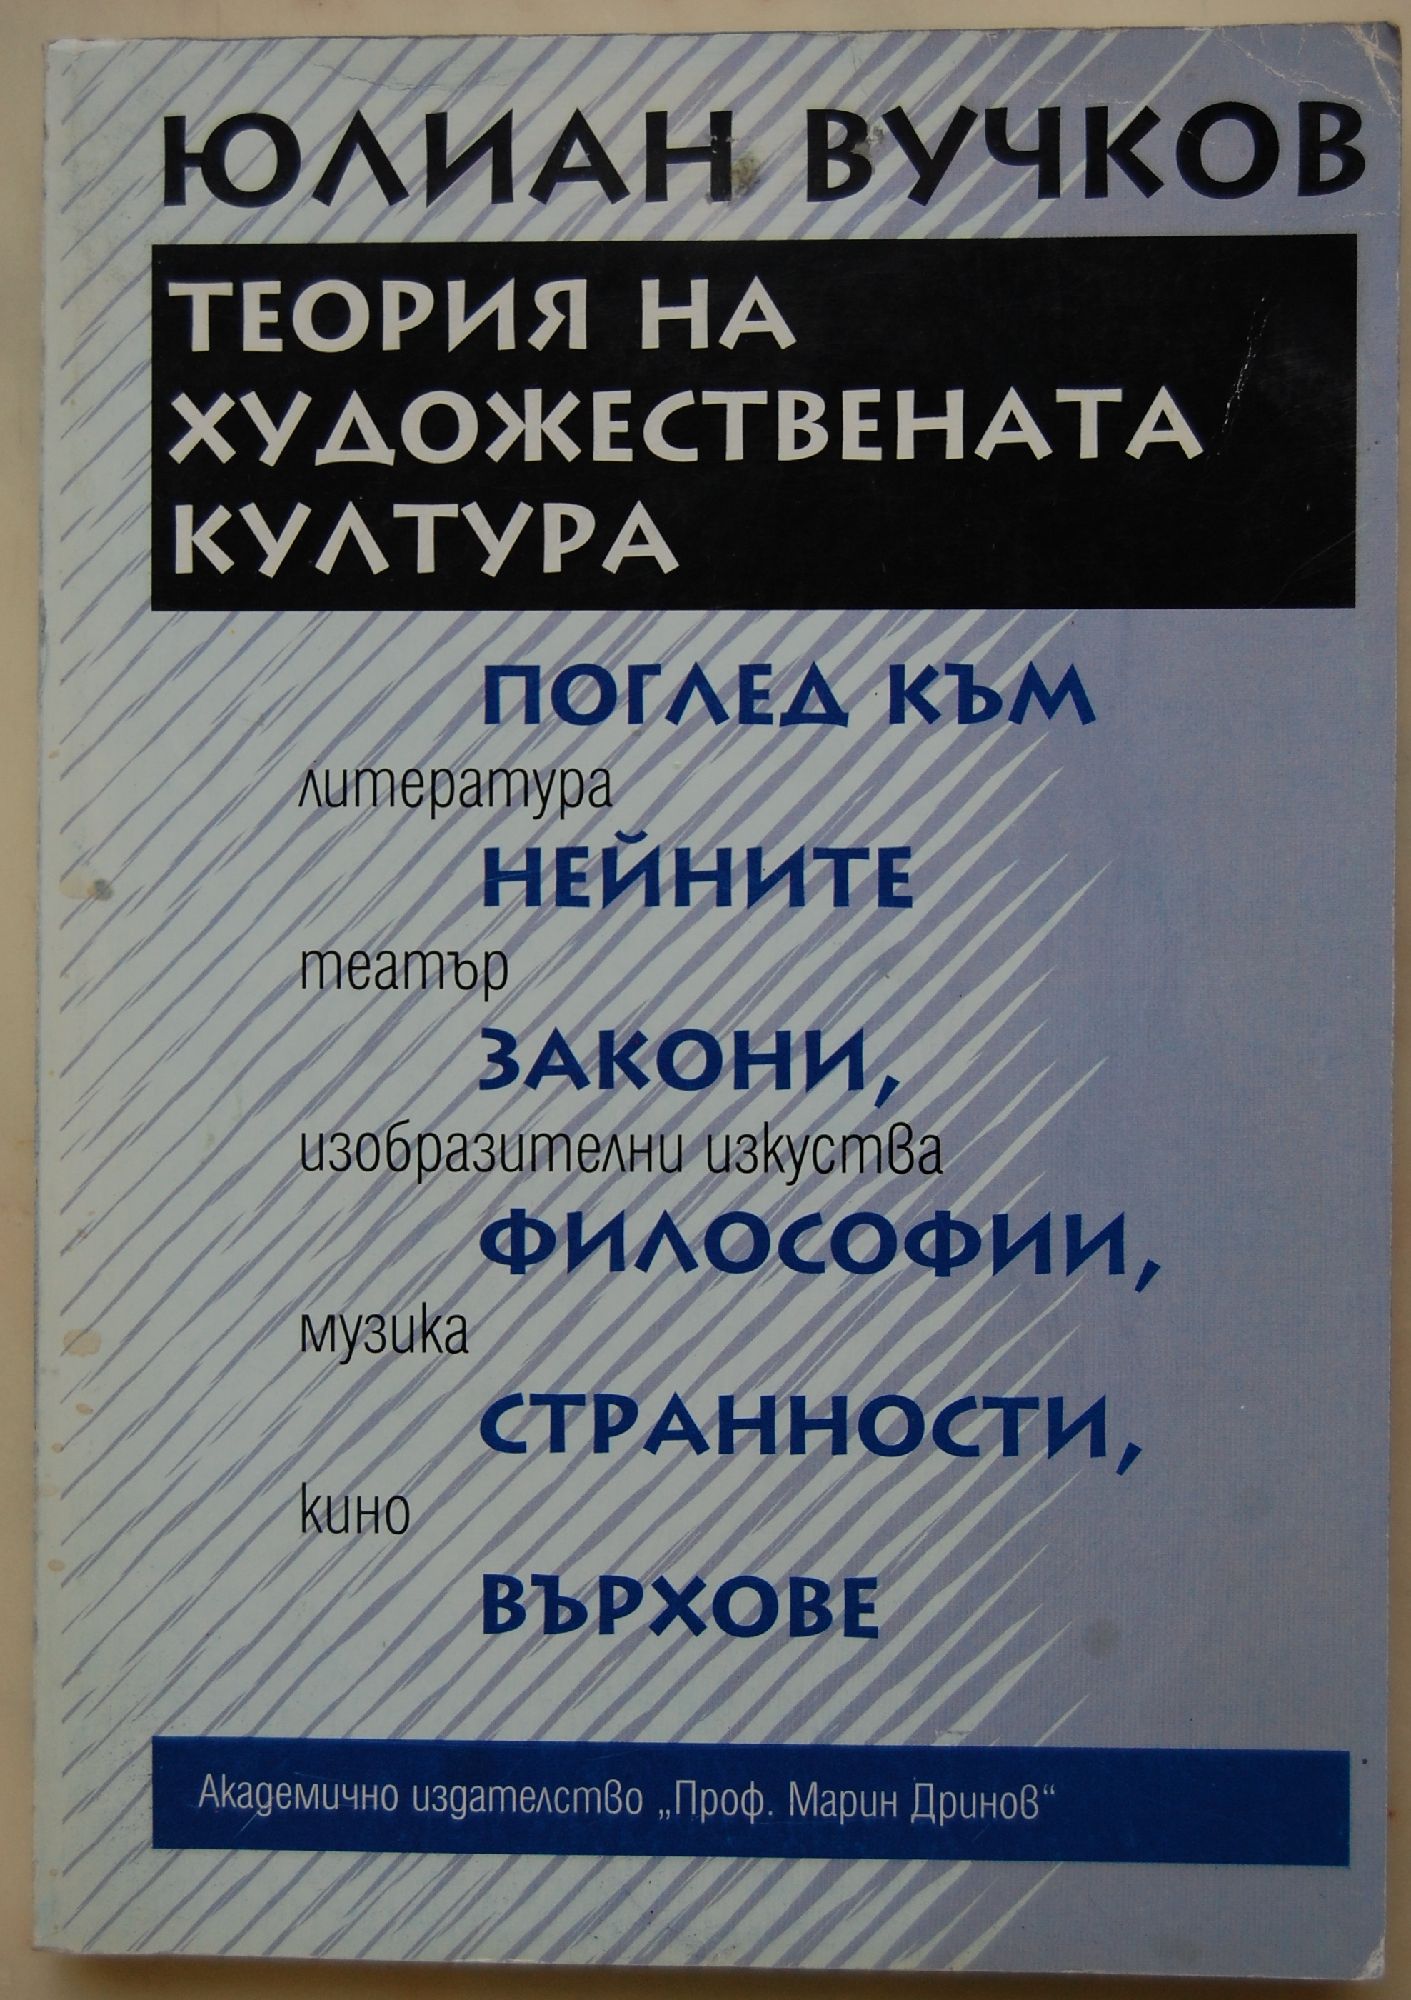 ЮЛИАН ВУЧКОВ
ТЕОРИЯ НА
ХУДОЖЕСТВЕНАТА
КУЛТУРА
ПОГЛЕД КЪМ
литература
НЕЙНИТЕ
театър
ЗАКОНИ,
изобразителни изкуства
ФИЛОСОФИИ,
музика
СТРАННОСТИ,
кино
ВЪРХОВЕ
Академично издателство „Проф. Марин Дринов“